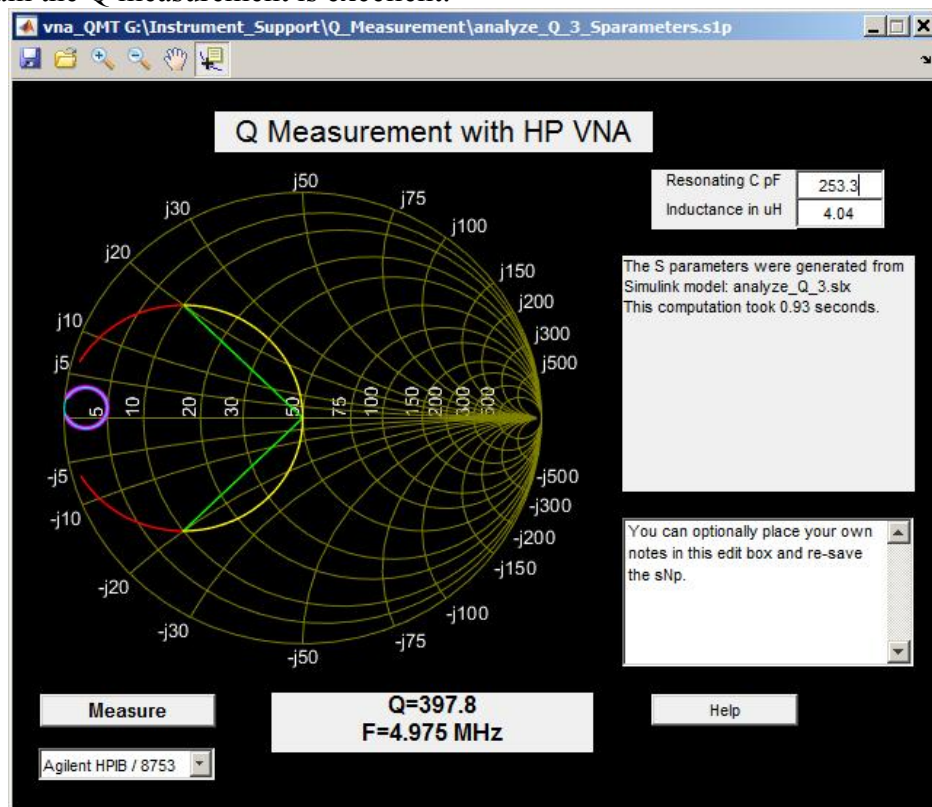 vna_QMT G:\Instrument_Support\Q_Measurement\analyze_Q_3_Sparameters.s1p
Q Measurement with HP VNA
Resonating C pF 253.3
Inductance in uH 4.04
The S parameters were generated from
Simulink model: analyze_Q_3.slx
This computation took 0.93 seconds.
You can optionally place your own
notes in this edit box and re-save
the sNp.
j50
j75
j30
j100
j20
j150
j200
j10
j300
j5
j500
5 10 20 30 50 75 100 150 200 300 500
-j5
-j500
-j10
-j300
-j200
-j20
-j150
-j100
-j30
-j75
-j50
Measure
Q=397.8
F=4.975 MHz
Help
Agilent HPIB / 8753